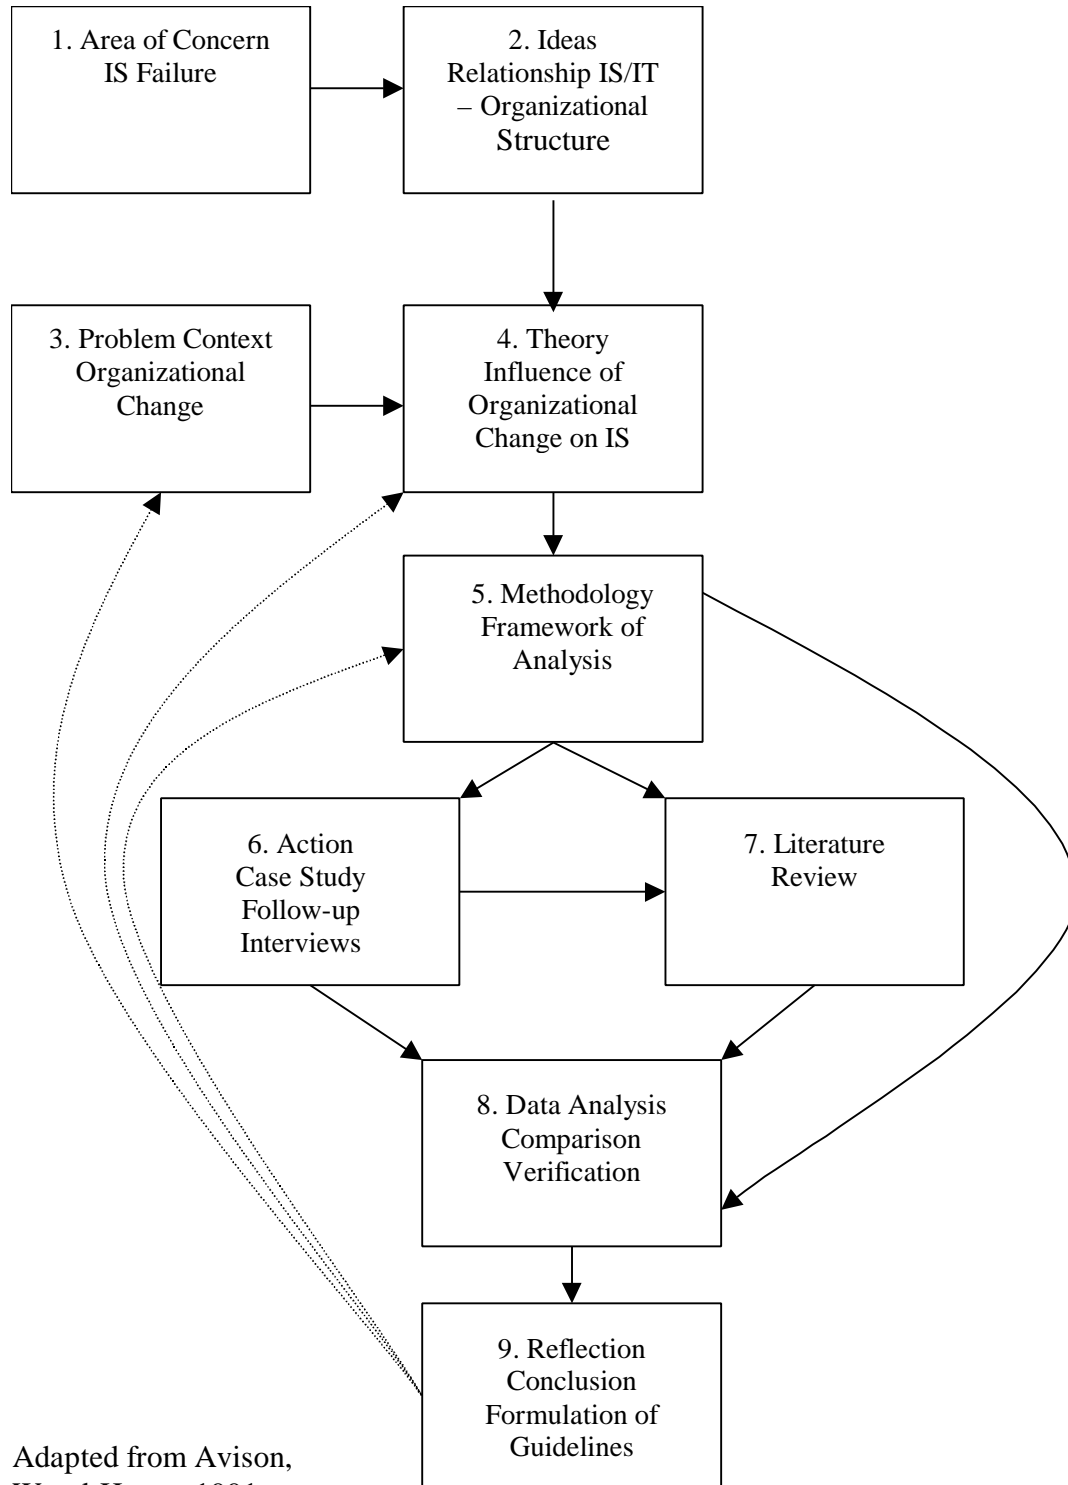 1. Area of Concern
IS Failure
2. Ideas
Relationship IS/IT
– Organizational
Structure
3. Problem Context
Organizational
Change
4. Theory
Influence of
Organizational
Change on IS
5. Methodology
Framework of
Analysis
6. Action
Case Study
Follow-up
Interviews
7. Literature
Review
8. Data Analysis
Comparison
Verification
9. Reflection
Conclusion
Formulation of
Guidelines
Adapted from Avison,